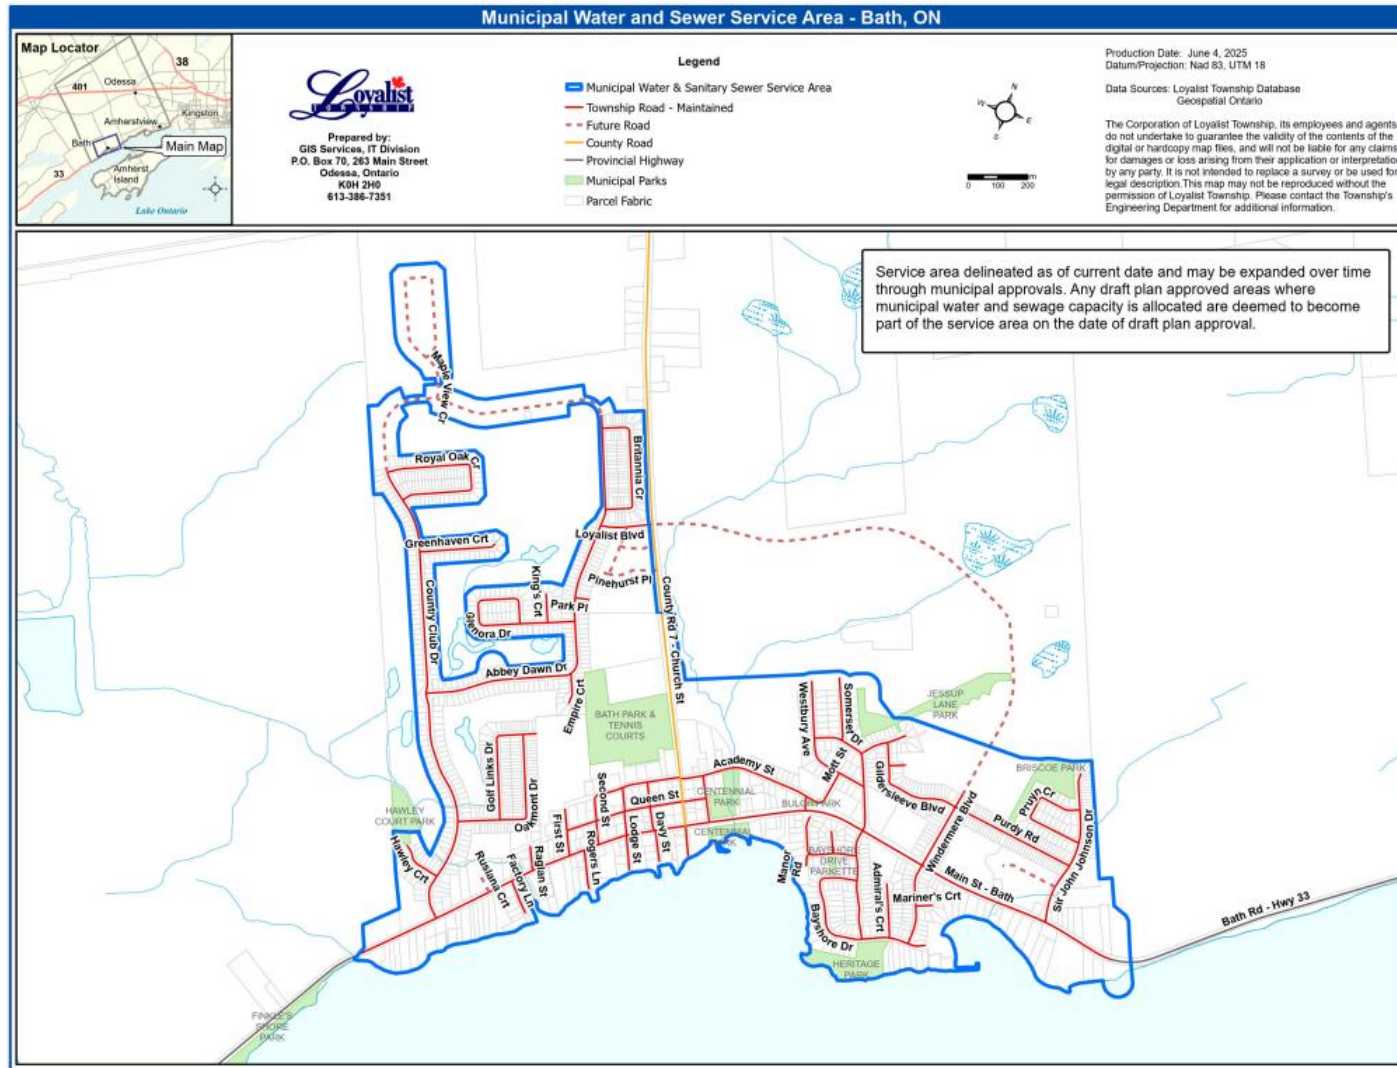 Municipal Water and Sewer Service Area - Bath, ON
Map Locator
38
401
Odessa
Kingston
Amherstview
Bath
Main Map
Amherst
Island
33
Lake Ontario
Loyalist
TOWNSHIP
Prepared by:
GIS Services, IT Division
P.O. Box 70, 263 Main Street
Odessa, Ontario
K0H 2H0
613-386-7351
Legend
Municipal Water & Sanitary Sewer Service Area
Township Road - Maintained
Future Road
County Road
Provincial Highway
Municipal Parks
Parcel Fabric
N
W
E
S
0 100 200 m
Production Date: June 4, 2025
Datum/Projection: Nad 83, UTM 18
Data Sources: Loyalist Township Database
Geospatial Ontario
The Corporation of Loyalist Township, its employees and agents,
do not undertake to guarantee the validity of the contents of the
digital or hardcopy map files, and will not be liable for any claims
for damages or loss arising from their application or interpretation
by any party. It is not intended to replace a survey or be used for
legal description.This map may not be reproduced without the
permission of Loyalist Township. Please contact the Township's
Engineering Department for additional information.
Service area delineated as of current date and may be expanded over time
through municipal approvals. Any draft plan approved areas where
municipal water and sewage capacity is allocated are deemed to become
part of the service area on the date of draft plan approval.
Maple View Cr
Royal Oak Cr
Britannia Cr
Greenhaven Crt
Loyalist Blvd
Pinehurst Pl
King's Crt
Park Pl
Country Club Dr
Glenora Dr
County Rd 7 - Church St
Abbey Dawn Dr
Empire Crt
BATH PARK &
TENNIS
COURTS
Westbury Ave
Somerset Dr
JESSUP
LANE
PARK
Golf Links Dr
Oakmont Dr
Mott St
Academy St
Gildersleeve Blvd
BRISCOE PARK
Pruyn Cr
Second St
Queen St
CENTENNIAL
PARK
BULCH PARK
HAWLEY
COURT PARK
First St
Lodge St
Davy St
CENTENNIAL
PARK
Windermere Blvd
Purdy Rd
Sir John Johnson Dr
Hawley Crt
Rusiana Crt
Factory Ln
Raglan St
Rogers Ln
Manor
Rd
BAYSHORE
DRIVE
PARKETTE
Admiral's Crt
Main St - Bath
Mariner's Crt
Bayshore Dr
HERITAGE
PARK
Bath Rd - Hwy 33
FINKLE'S
SHORE
PARK